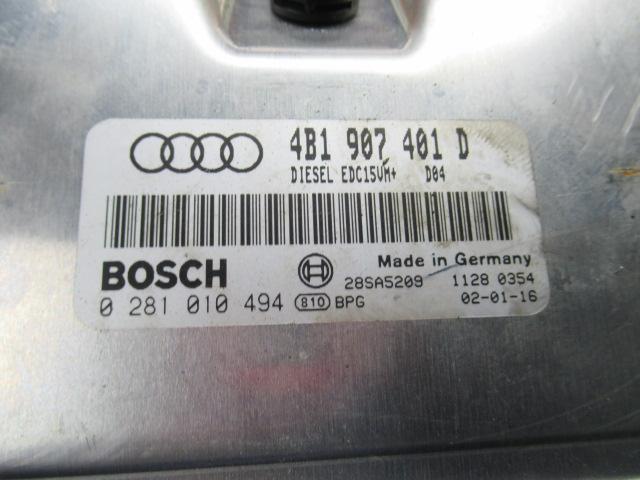 4B1 907 401 D
DIESEL EDC15VM+ D04
BOSCH
Made in Germany
28SA5209 1128 0354
0 281 010 494 810 BPG 02-01-16